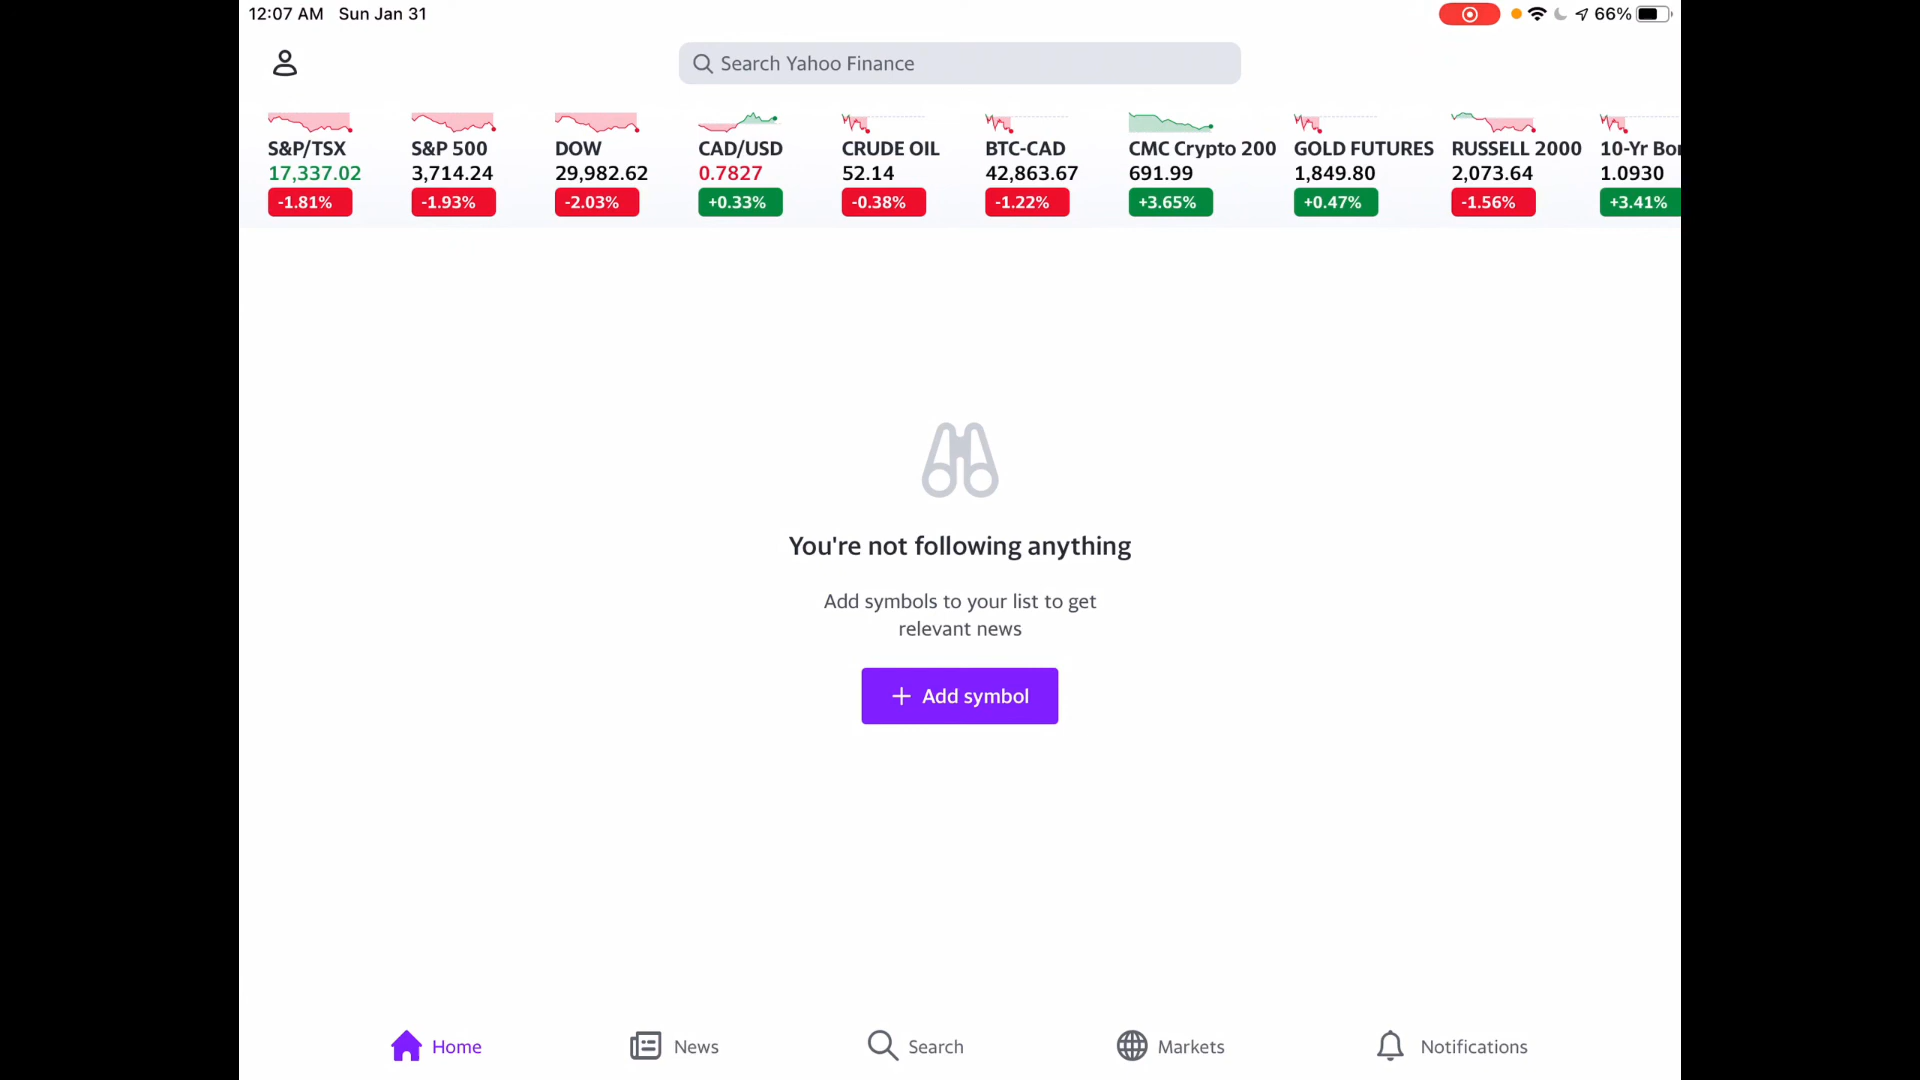 12:07 AM Sun Jan 31 66%
Search Yahoo Finance
S&P/TSX S&P 500 DOW CAD/USD CRUDE OIL BTC-CAD CMC Crypto 200 GOLD FUTURES RUSSELL 2000 10-Yr Bo
17,337.02 3,714.24 29,982.62 0.7827 52.14 42,863.67 691.99 1,849.80 2,073.64 1.0930
-1.81% -1.93% -2.03% +0.33% -0.38% -1.22% +3.65% +0.47% -1.56% +3.41%
You're not following anything
Add symbols to your list to get
relevant news
Add symbol
Home News Search Markets Notifications